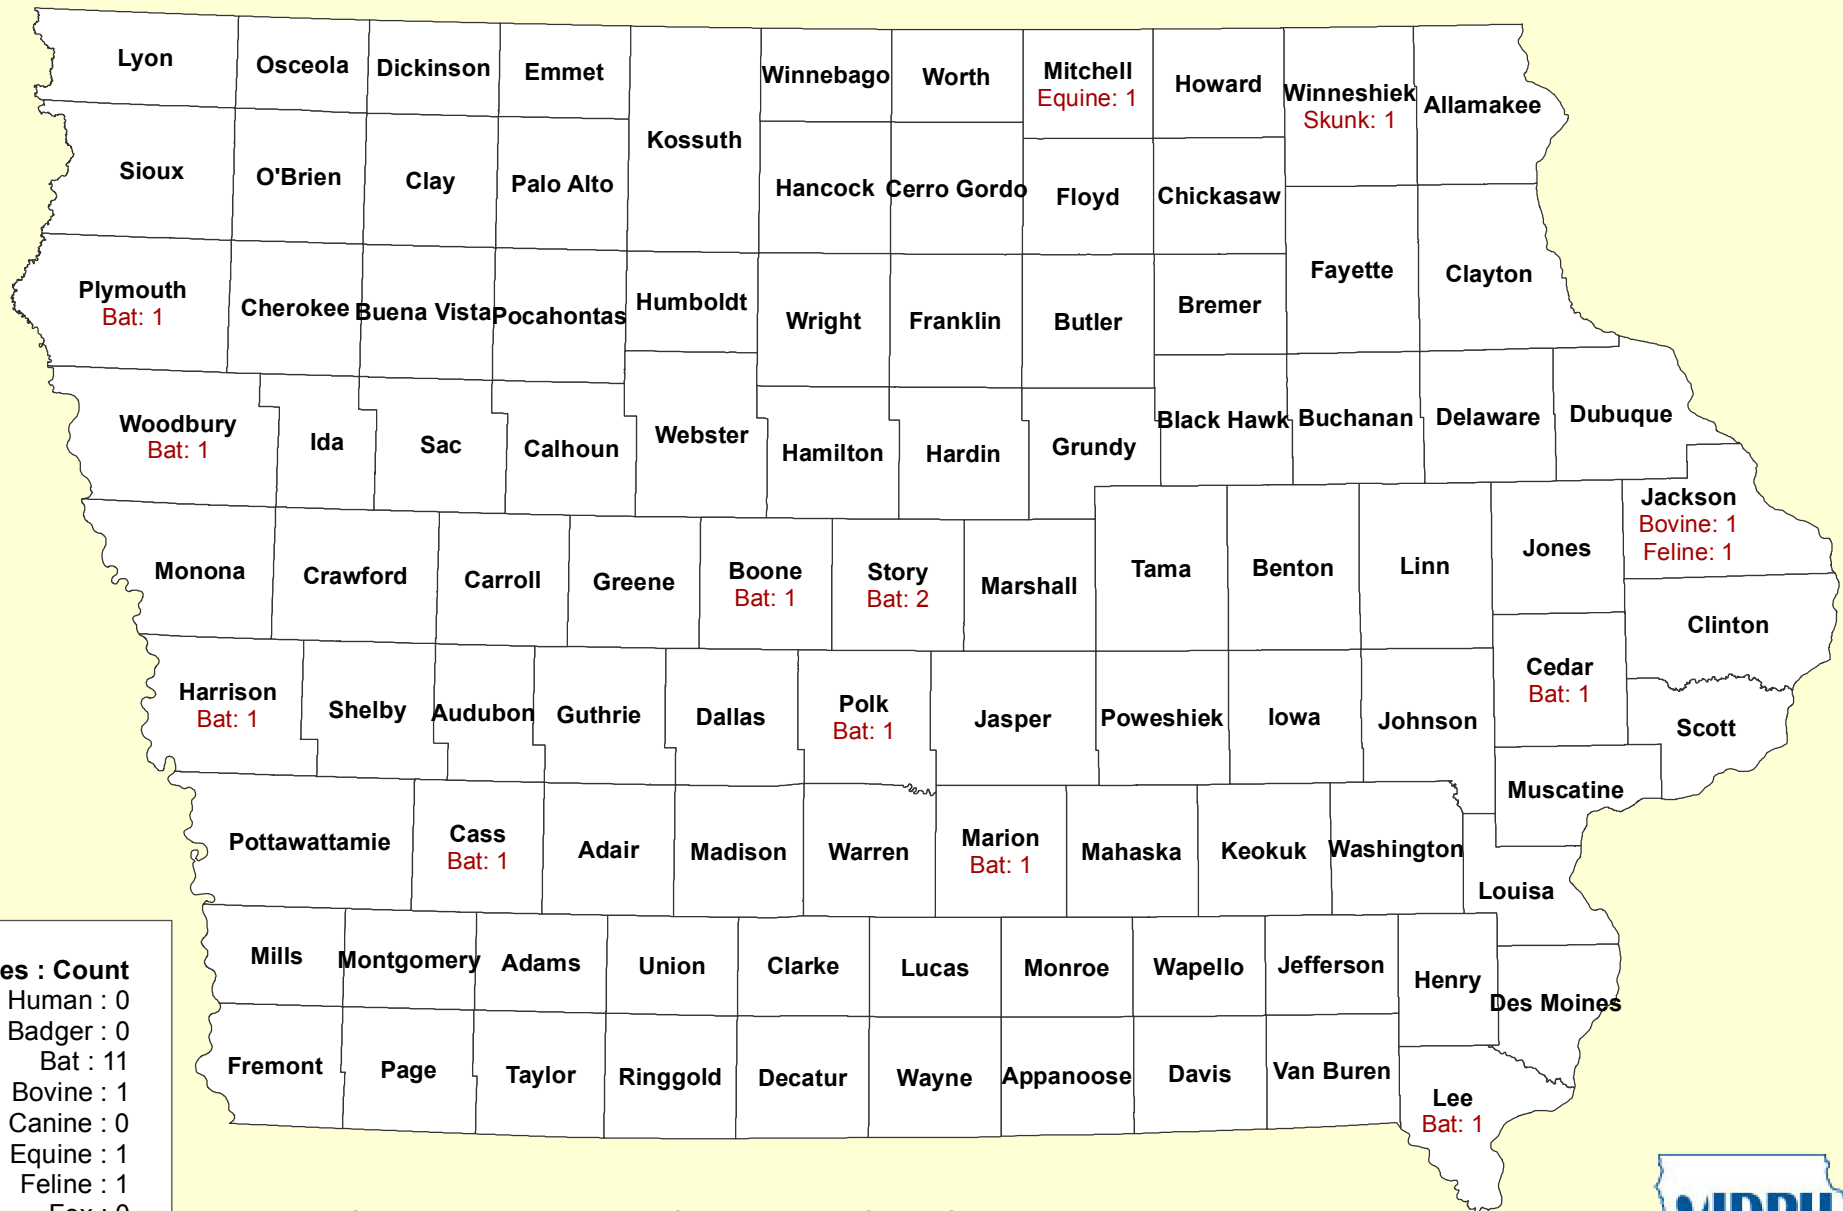 Lyon
Osceola
Dickinson
Emmet
Kossuth
Winnebago
Worth
Mitchell
Equine: 1
Howard
Winneshiek
Skunk: 1
Allamakee
Sioux
O'Brien
Clay
Palo Alto
Hancock
Cerro Gordo
Floyd
Chickasaw
Fayette
Clayton
Plymouth
Bat: 1
Cherokee
Buena Vista
Pocahontas
Humboldt
Wright
Franklin
Butler
Bremer
Woodbury
Bat: 1
Ida
Sac
Calhoun
Webster
Hamilton
Hardin
Grundy
Black Hawk
Buchanan
Delaware
Dubuque
Jackson
Bovine: 1
Feline: 1
Monona
Crawford
Carroll
Greene
Boone
Bat: 1
Story
Bat: 2
Marshall
Tama
Benton
Linn
Jones
Clinton
Harrison
Bat: 1
Shelby
Audubon
Guthrie
Dallas
Polk
Bat: 1
Jasper
Poweshiek
Iowa
Johnson
Cedar
Bat: 1
Scott
Muscatine
Pottawattamie
Cass
Bat: 1
Adair
Madison
Warren
Marion
Bat: 1
Mahaska
Keokuk
Washington
Louisa
Mills
Montgomery
Adams
Union
Clarke
Lucas
Monroe
Wapello
Jefferson
Henry
Des Moines
Fremont
Page
Taylor
Ringgold
Decatur
Wayne
Appanoose
Davis
Van Buren
Lee
Bat: 1
es : Count
Human : 0
Badger : 0
Bat : 11
Bovine : 1
Canine : 0
Equine : 1
Feline : 1
Fox : 0
IDPH